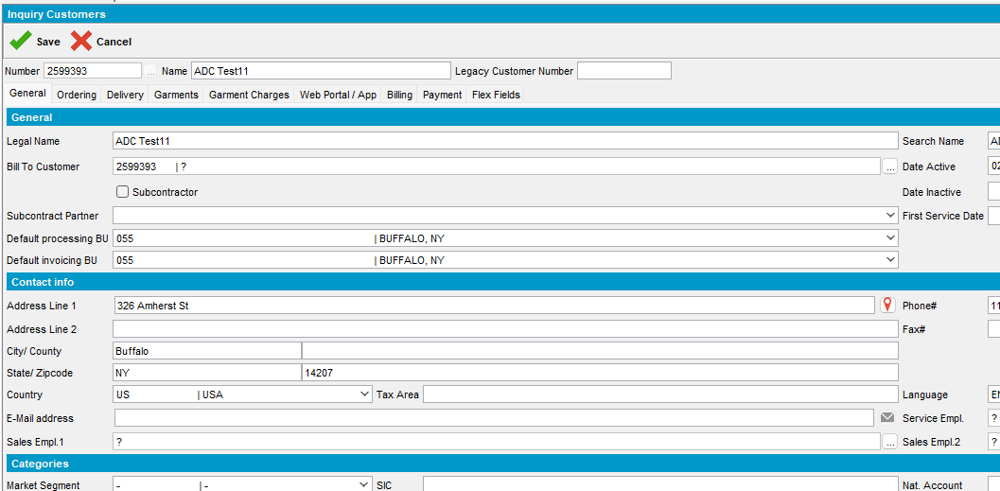 Inquiry Customers
Save Cancel
Number 2599393 ... Name ADC Test11 Legacy Customer Number
General Ordering Delivery Garments Garment Charges Web Portal / App Billing Payment Flex Fields
General
Legal Name ADC Test11 Search Name
Bill To Customer 2599393 | ? ... Date Active 02
Subcontractor Date Inactive
Subcontract Partner First Service Date
Default processing BU 055 | BUFFALO, NY
Default invoicing BU 055 | BUFFALO, NY
Contact info
Address Line 1 326 Amherst St Phone# 11
Address Line 2 Fax#
City/ County Buffalo
State/ Zipcode NY 14207
Country US | USA Tax Area Language
E-Mail address Service Empl. ?
Sales Empl.1 ? ... Sales Empl.2 ?
Categories
Market Segment - | - SIC Nat. Account